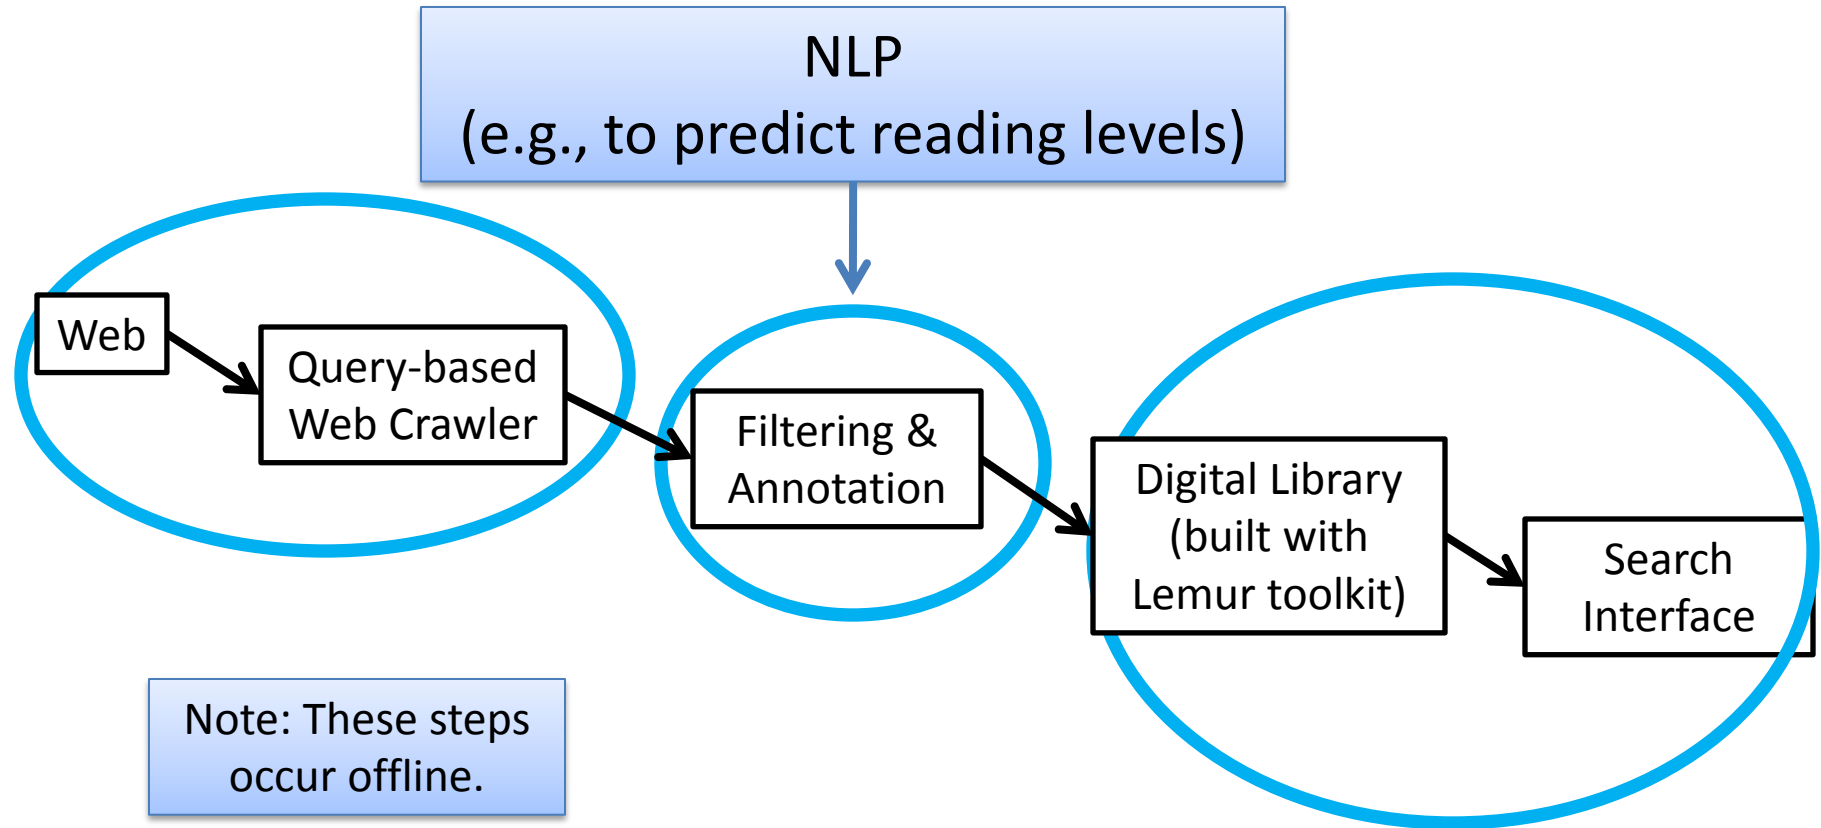 NLP
(e.g., to predict reading levels)
Web
Query-based
Web Crawler
Filtering &
Annotation
Digital Library
(built with
Lemur toolkit)
Search
Interface
Note: These steps
occur offline.